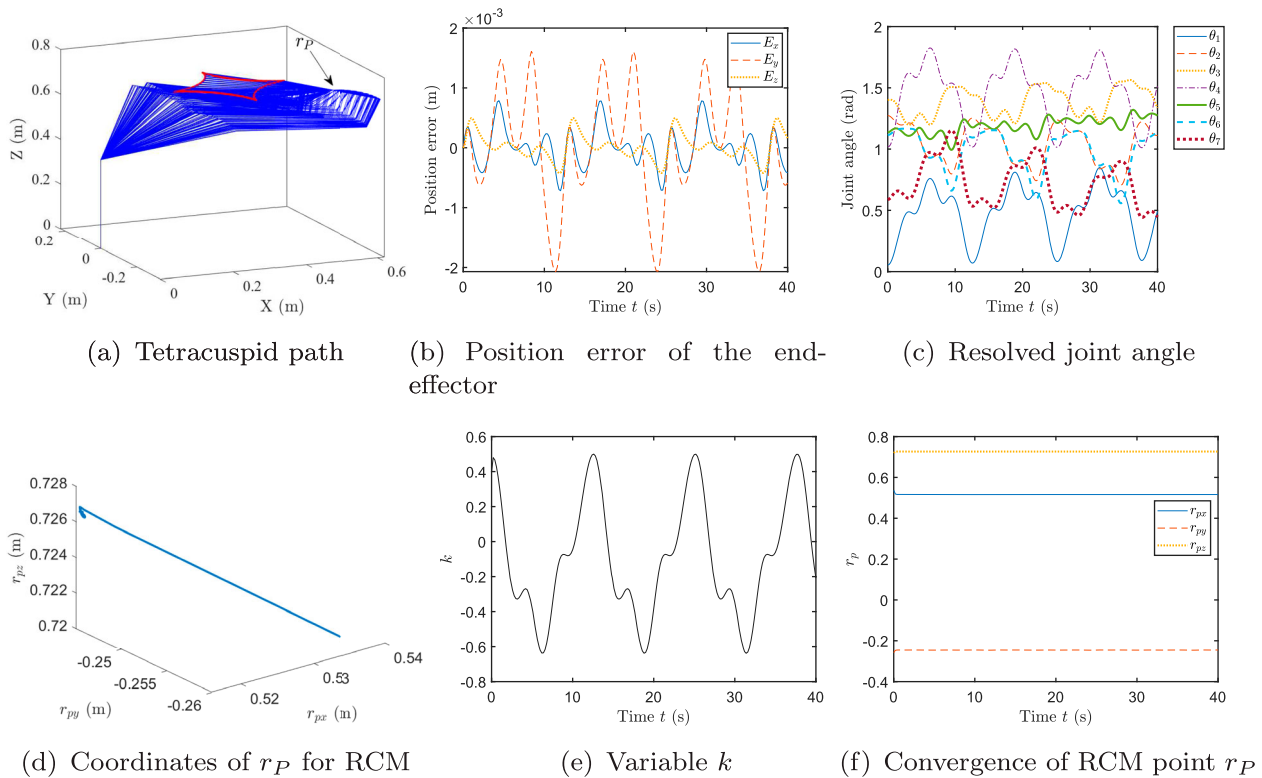 0.8
0.6
0.4
0.2
0
0.2
0
-0.2
0
0.2
0.4
0.6
Z (m)
Y (m)
X (m)
r_P
(a) Tetracuspid path
×10⁻³
2
1
0
-1
-2
0
10
20
30
40
Position error (m)
Time t (s)
E_x
E_y
E_z
(b) Position error of the end-
effector
2
1.5
1
0.5
0
0
10
20
30
40
Joint angle (rad)
Time t (s)
θ₁
θ₂
θ₃
θ₄
θ₅
θ₆
θ₇
(c) Resolved joint angle
0.728
0.726
0.724
0.722
0.72
-0.25
-0.255
-0.26
0.52
0.53
0.54
r_pz (m)
r_py (m)
r_px (m)
(d) Coordinates of r_P for RCM
0.6
0.4
0.2
0
-0.2
-0.4
-0.6
-0.8
0
10
20
30
40
k
Time t (s)
(e) Variable k
0.8
0.6
0.4
0.2
0
-0.2
-0.4
0
10
20
30
40
r_p
Time t (s)
r_px
r_py
r_pz
(f) Convergence of RCM point r_P